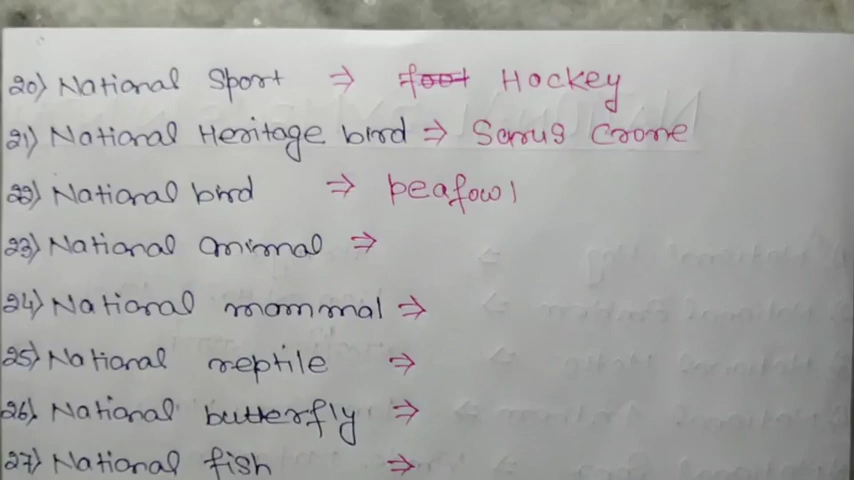 20) National Sport ⇒ foot Hockey
21) National Heritage bird ⇒ Sarus Crane
22) National bird ⇒ peafowl
23) National animal ⇒
24) National mammal ⇒
25) National reptile ⇒
26) National butterfly ⇒
27) National fish ⇒